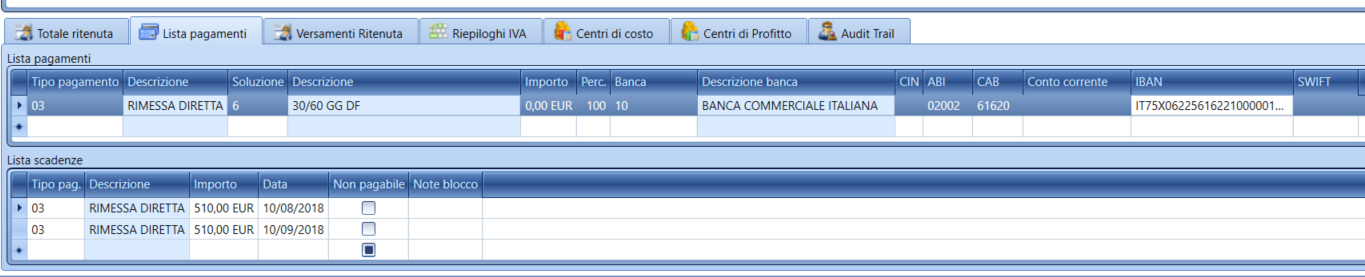 Totale ritenuta Lista pagamenti Versamenti Ritenuta Riepiloghi IVA Centri di costo Centri di Profitto Audit Trail
Lista pagamenti
Tipo pagamento Descrizione Soluzione Descrizione Importo Perc. Banca Descrizione banca CIN ABI CAB Conto corrente IBAN SWIFT
03 RIMESSA DIRETTA 6 30/60 GG DF 0,00 EUR 100 10 BANCA COMMERCIALE ITALIANA 02002 61620 IT75X06225616221000001...
Lista scadenze
Tipo pag. Descrizione Importo Data Non pagabile Note blocco
03 RIMESSA DIRETTA 510,00 EUR 10/08/2018
03 RIMESSA DIRETTA 510,00 EUR 10/09/2018